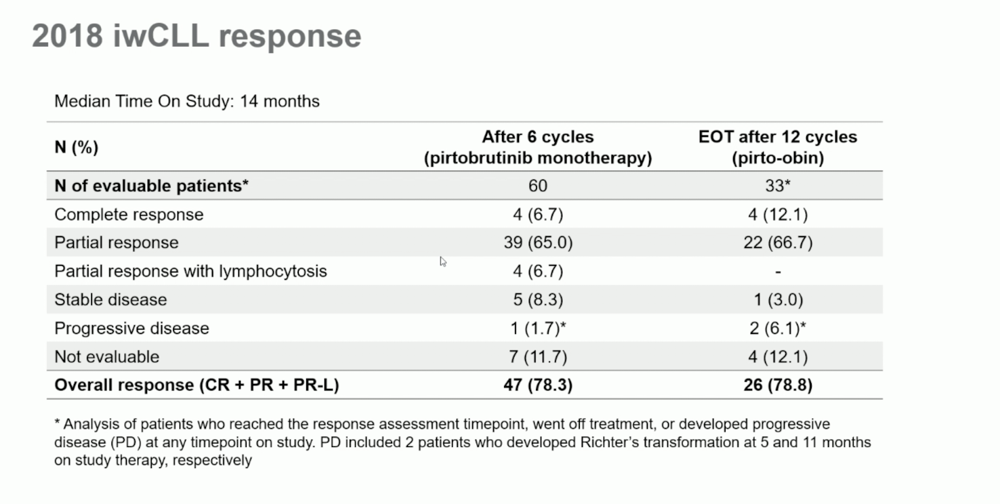 2018 iwCLL response
Median Time On Study: 14 months
N (%) After 6 cycles (pirtobrutinib monotherapy) EOT after 12 cycles (pirto-obin)
N of evaluable patients* 60 33*
Complete response 4 (6.7) 4 (12.1)
Partial response 39 (65.0) 22 (66.7)
Partial response with lymphocytosis 4 (6.7) -
Stable disease 5 (8.3) 1 (3.0)
Progressive disease 1 (1.7)* 2 (6.1)*
Not evaluable 7 (11.7) 4 (12.1)
Overall response (CR + PR + PR-L) 47 (78.3) 26 (78.8)
* Analysis of patients who reached the response assessment timepoint, went off treatment, or developed progressive
disease (PD) at any timepoint on study. PD included 2 patients who developed Richter's transformation at 5 and 11 months
on study therapy, respectively